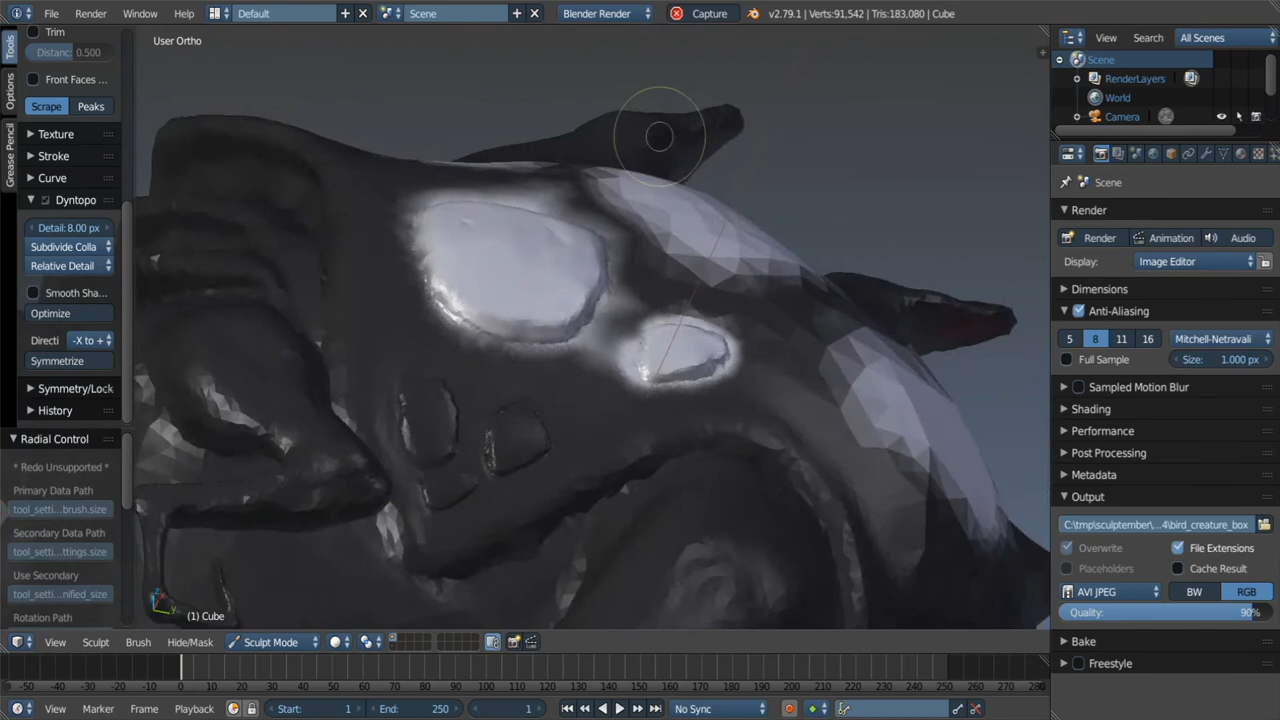 File Render Window Help Default Scene Blender Render Capture v2.79.1 | Verts:91,542 | Tris:183,080 | Cube
Tools
Options
Grease Pencil
Trim
Distanc: 0.500
Front Faces ...
Scrape Peaks
Texture
Stroke
Curve
Dyntopo
Detail: 8.00 px
Subdivide Colla
Relative Detail
Smooth Sha...
Optimize
Directi -X to +
Symmetrize
Symmetry/Lock
History
Radial Control
* Redo Unsupported *
Primary Data Path
tool_setti...brush.size
Secondary Data Path
tool_setti...ttings.size
Use Secondary
tool_setti...nified_size
Rotation Path
User Ortho
z
y
(1) Cube
View Sculpt Brush Hide/Mask Sculpt Mode
-50 -40 -30 -20 -10 0 10 20 30 40 50 60 70 80 90 100 110 120 130 140 150 160 170 180 190 200 210 220 230 240 250 260 270 280
View Marker Frame Playback Start: 1 End: 250 1 No Sync
View Search All Scenes
Scene
RenderLayers
World
Camera
Scene
Render
Render Animation Audio
Display: Image Editor
Dimensions
Anti-Aliasing
5 8 11 16 Mitchell-Netravali
Full Sample Size: 1.000 px
Sampled Motion Blur
Shading
Performance
Post Processing
Metadata
Output
C:\tmp\sculptember\...4\bird_creature_box
Overwrite File Extensions
Placeholders Cache Result
AVI JPEG BW RGB
Quality: 90%
Bake
Freestyle